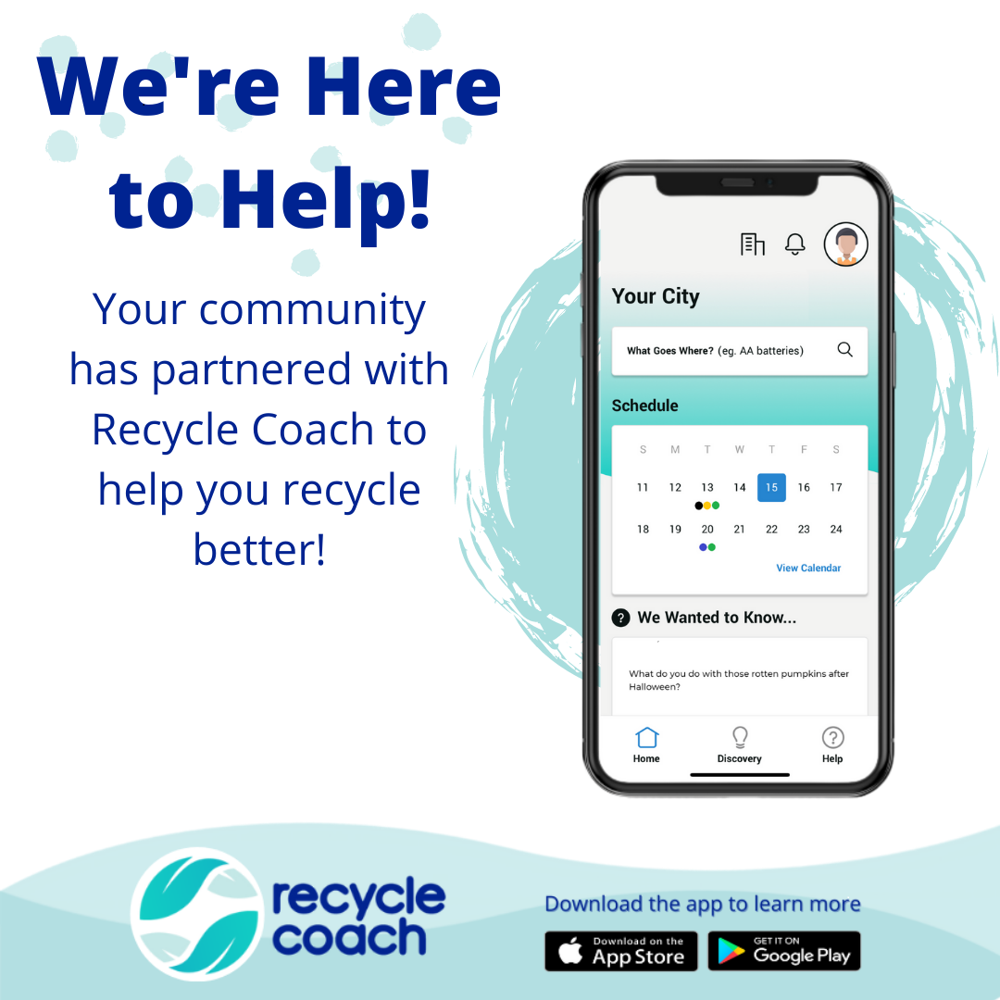 We're Here
to Help!
Your community
has partnered with
Recycle Coach to
help you recycle
better!
Your City
What Goes Where? (eg. AA batteries)
Schedule
S M T W T F S
11 12 13 14 15 16 17
18 19 20 21 22 23 24
View Calendar
? We Wanted to Know...
What do you do with those rotten pumpkins after
Halloween?
Home Discovery ? Help
recycle
coach
Download the app to learn more
Download on the
App Store
GET IT ON
Google Play